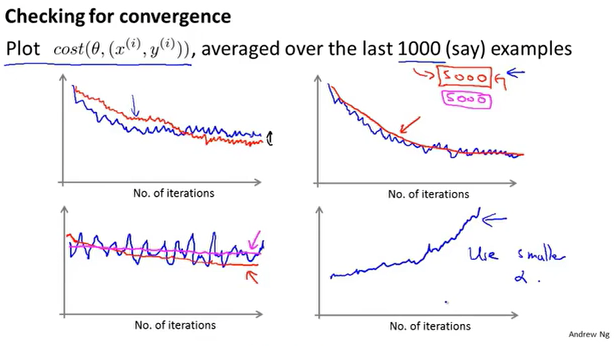 Checking for convergence
Plot cost(θ, (x⁽ⁱ⁾, y⁽ⁱ⁾)), averaged over the last 1000 (say) examples
5000
5000
No. of iterations
No. of iterations
Use smaller
α.
No. of iterations
No. of iterations
Andrew Ng